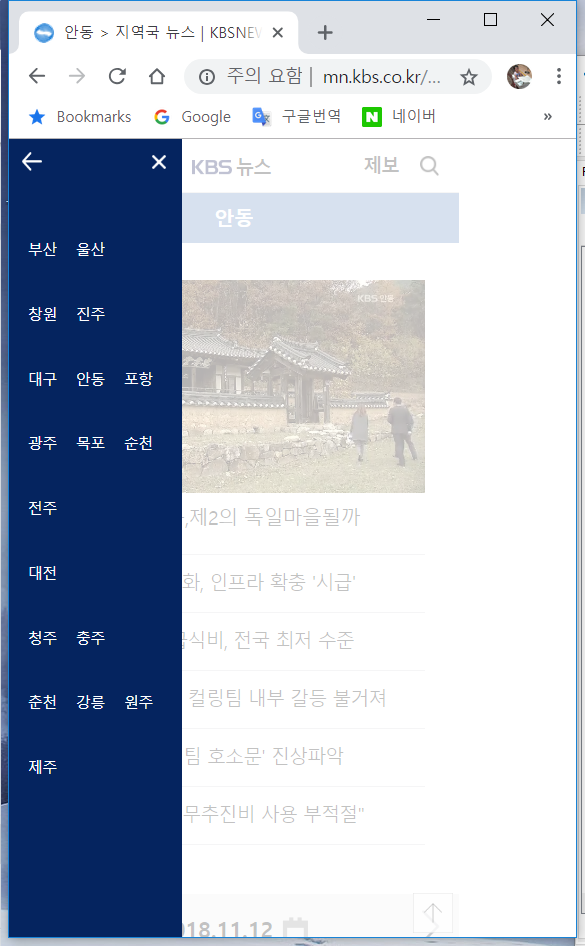 안동 > 지역국 뉴스 | KBSNEW
주의 요함 | mn.kbs.co.kr/...
Bookmarks Google 구글번역 네이버 »
KBS 뉴스 제보
안동
부산 울산
KBS 안동
창원 진주
대구 안동 포항
광주 목포 순천
전주
,제2의 독일마을될까
대전
화, 인프라 확충 '시급'
청주 충주
급식비, 전국 최저 수준
춘천 강릉 원주
컬링팀 내부 갈등 불거져
제주
팀 호소문' 진상파악
무추진비 사용 부적절"
018.11.12